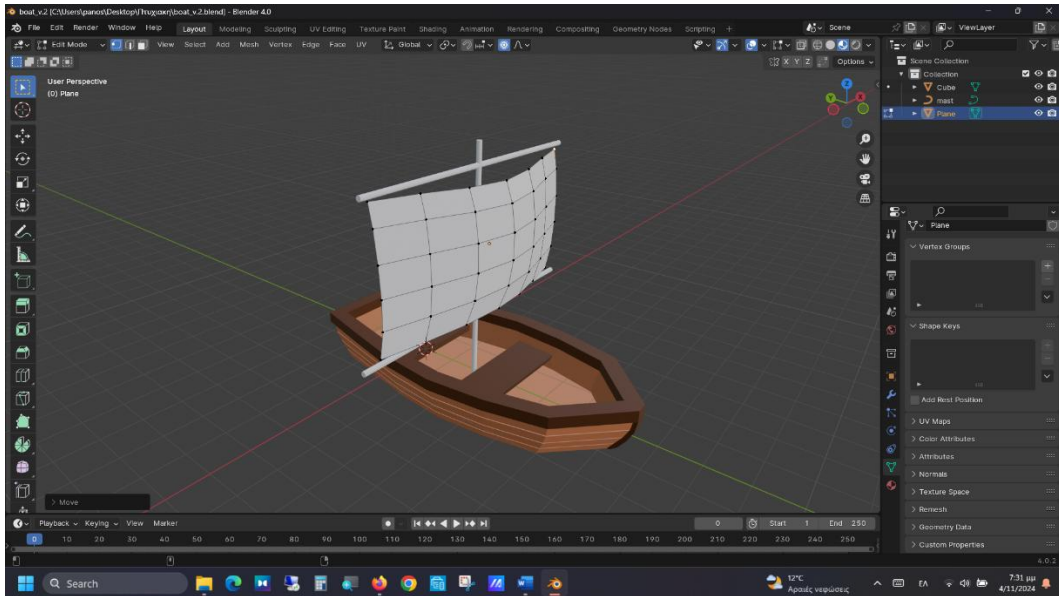 boat_v.2 [C:\Users\panos\Desktop\Πτυχιακη\boat_v.2.blend] - Blender 4.0
File Edit Render Window Help Layout Modeling Sculpting UV Editing Texture Paint Shading Animation Rendering Compositing Geometry Nodes Scripting + Scene ViewLayer
Edit Mode View Select Add Mesh Vertex Edge Face UV Global
X Y Z Options
User Perspective
(0) Plane
Scene Collection
Collection
Cube
mast
Plane
Plane
Vertex Groups
Shape Keys
Add Rest Position
UV Maps
Color Attributes
Attributes
Normals
Texture Space
Remesh
Geometry Data
Custom Properties
Move
Playback Keying View Marker 0 Start 1 End 250
0 10 20 30 40 50 60 70 80 90 100 110 120 130 140 150 160 170 180 190 200 210 220 230 240 250
4.0.2
Search
12°C
Αραιές νεφώσεις
ΕΛ
7:31 μμ
4/11/2024